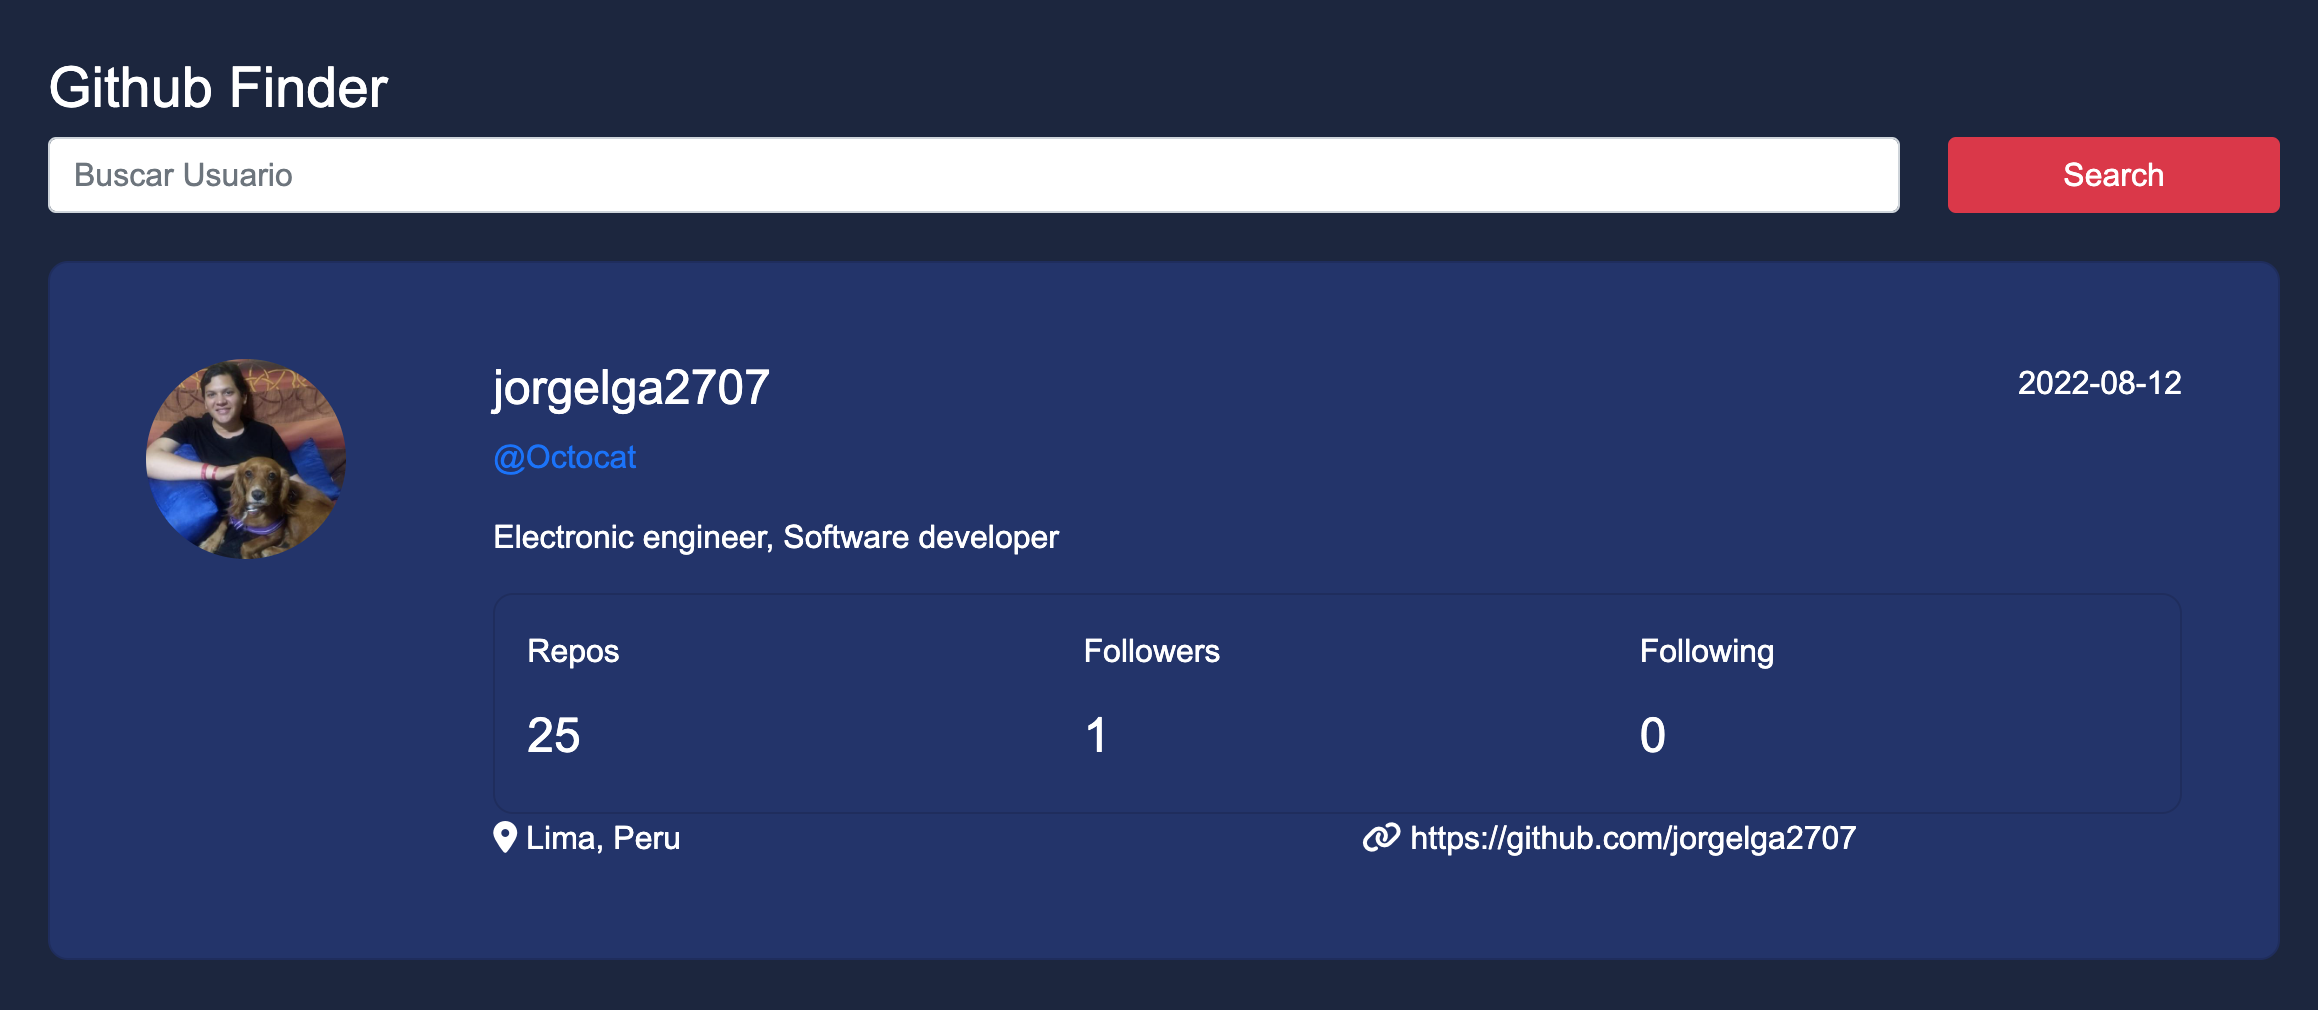 Github Finder
Buscar Usuario
Search
jorgelga2707
2022-08-12
@Octocat
Electronic engineer, Software developer
Repos
Followers
Following
25
1
0
Lima, Peru
https://github.com/jorgelga2707